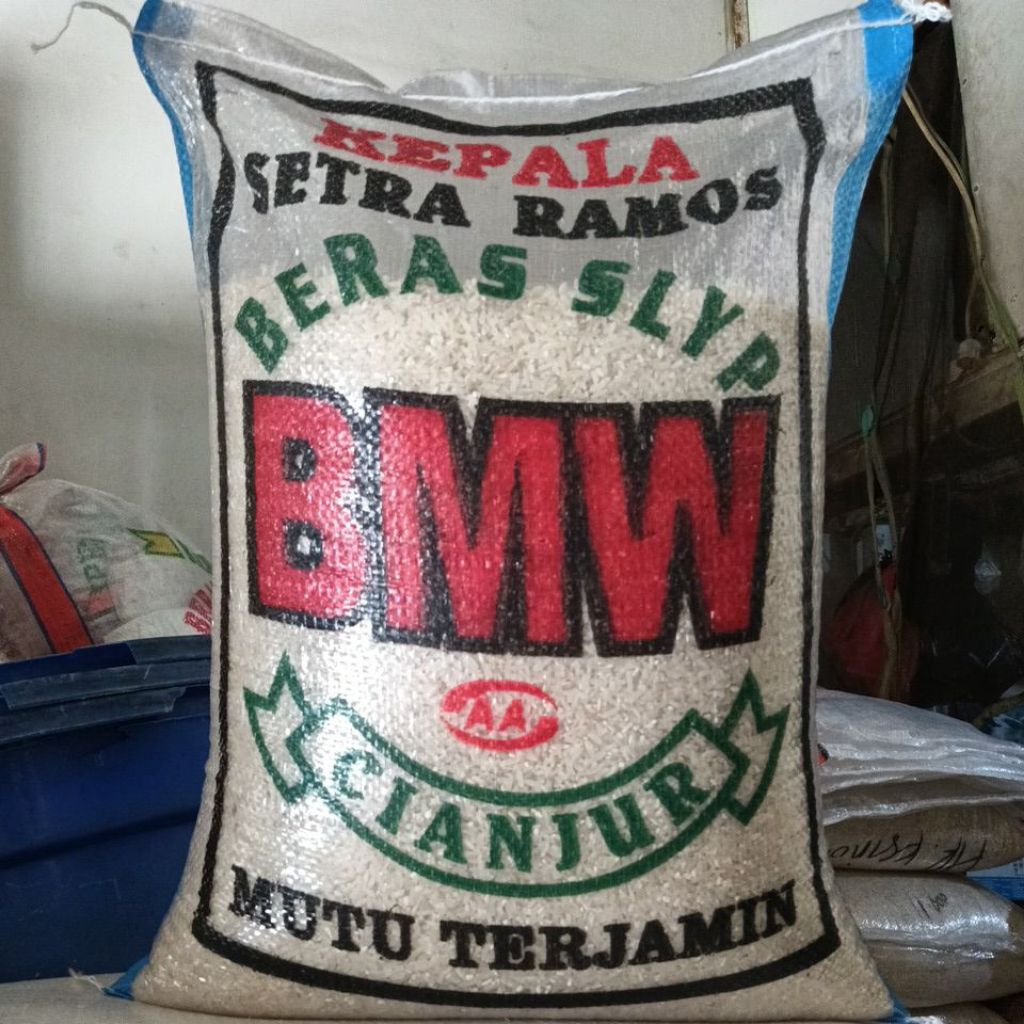 KEPALA
SETRA RAMOS
BERAS SLYP
BMW
AA
CIANJUR
MUTU TERJAMIN